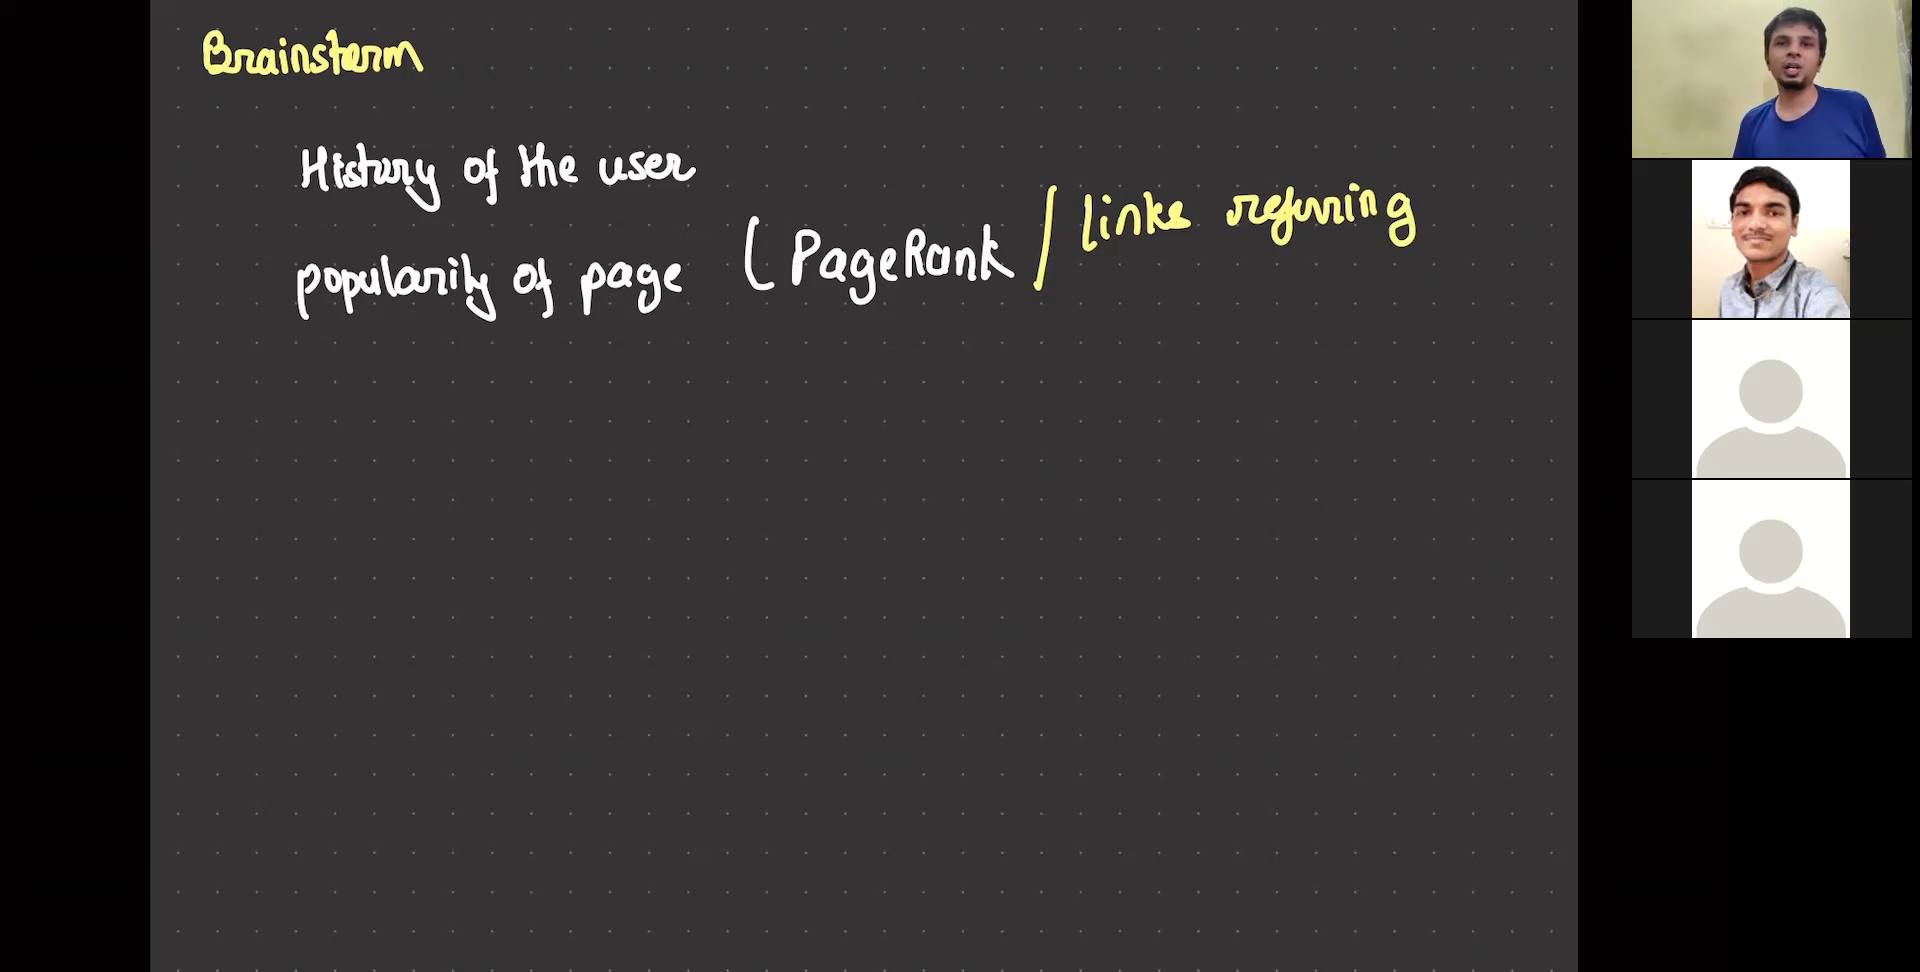 Brainstorm
History of the user
popularity of page ( PageRank / links referring